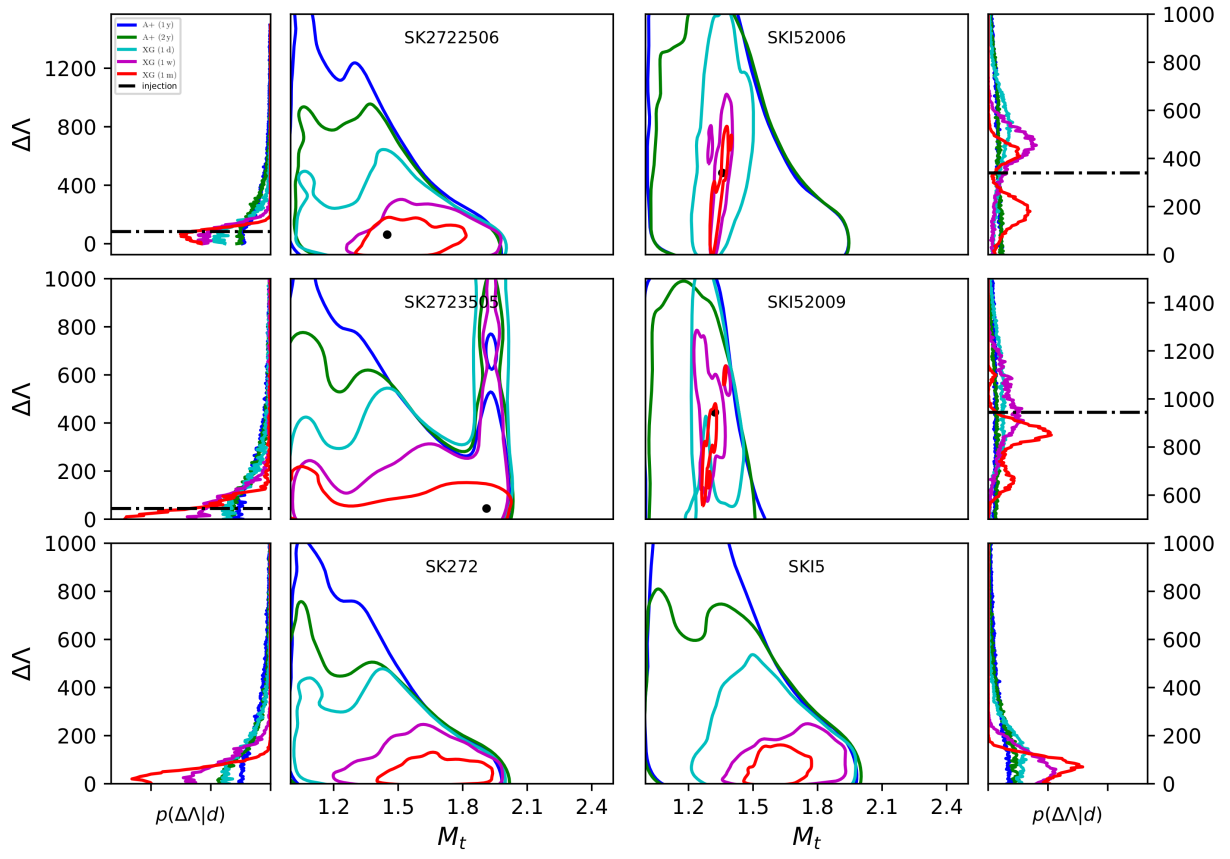 A+ (1 y)
A+ (2 y)
XG (1 d)
XG (1 w)
XG (1 m)
injection
SK2722506
SKI52006
ΔΛ
1200
800
400
0
1000
800
600
400
200
0
SK2723505
SKI52009
ΔΛ
1000
800
600
400
200
0
1400
1200
1000
800
600
SK272
SKI5
ΔΛ
1000
800
600
400
200
0
1000
800
600
400
200
0
1.2 1.5 1.8 2.1 2.4
1.2 1.5 1.8 2.1 2.4
p(ΔΛ|d)
M_t
M_t
p(ΔΛ|d)